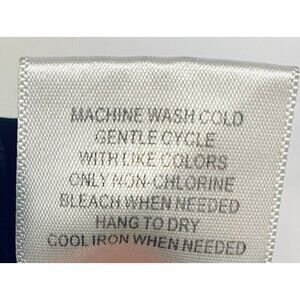 MACHINE WASH COLD
GENTLE CYCLE
WITH LIKE COLORS
ONLY NON-CHLORINE
BLEACH WHEN NEEDED
HANG TO DRY
COOL IRON WHEN NEEDED